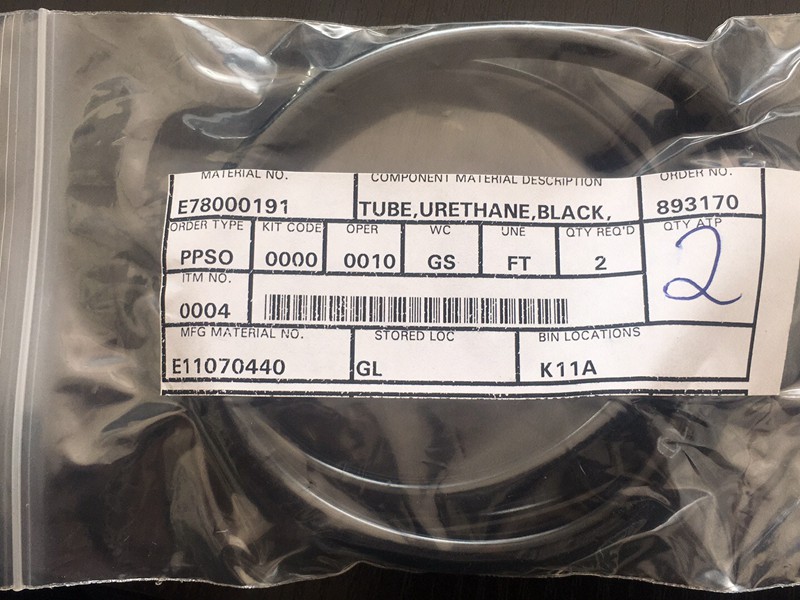 MATERIAL NO. COMPONENT MATERIAL DESCRIPTION ORDER NO.
E78000191 TUBE,URETHANE,BLACK, 893170
ORDER TYPE KIT CODE OPER WC UNE QTY REQ'D QTY ATP
PPSO 0000 0010 GS FT 2 2
ITM NO.
0004
MFG MATERIAL NO. STORED LOC BIN LOCATIONS
E11070440 GL K11A